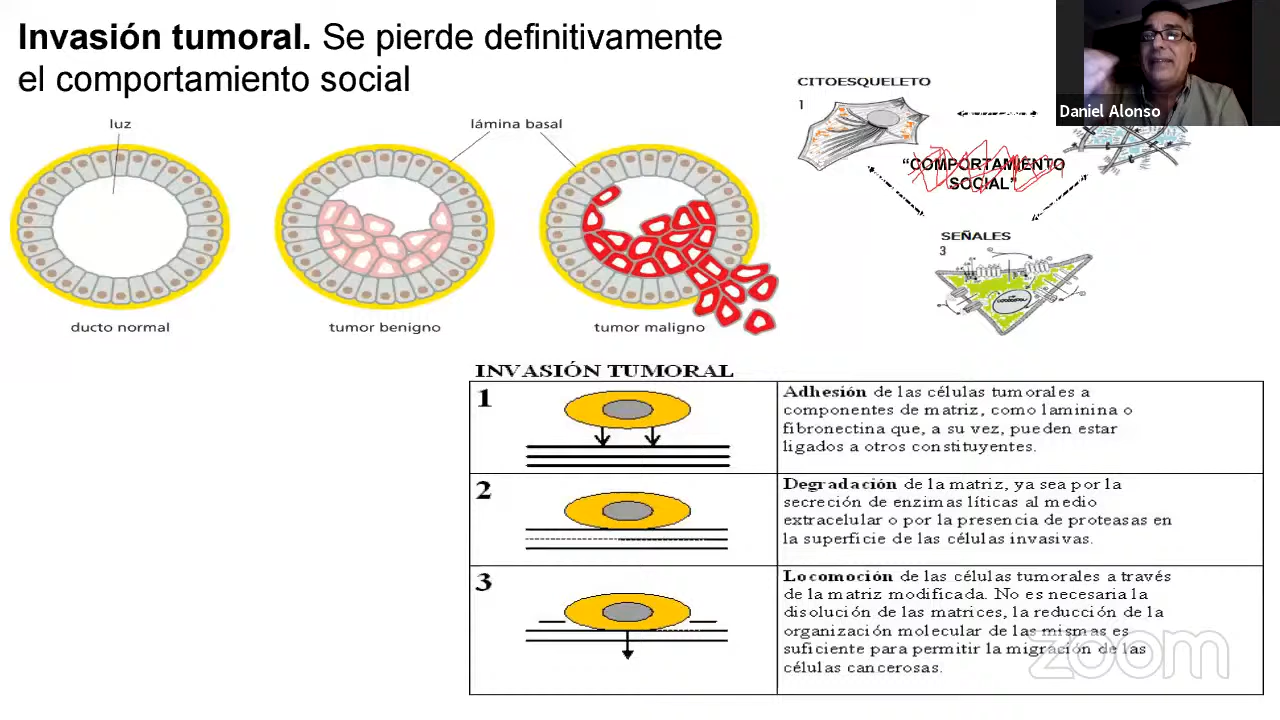 Invasión tumoral. Se pierde definitivamente
el comportamiento social
Daniel Alonso
CITOESQUELETO
1
"COMPORTAMIENTO
SOCIAL"
SEÑALES
3
luz
lámina basal
ducto normal
tumor benigno
tumor maligno
INVASIÓN TUMORAL
1
Adhesión de las células tumorales a
componentes de matriz, como laminina o
fibronectina que, a su vez, pueden estar
ligados a otros constituyentes.
2
Degradación de la matriz, ya sea por la
secreción de enzimas líticas al medio
extracelular o por la presencia de proteasas en
la superficie de las células invasivas.
3
Locomoción de las células tumorales a través
de la matriz modificada. No es necesaria la
disolución de las matrices, la reducción de la
organización molecular de las mismas es
suficiente para permitir la migración de las
células cancerosas.
zoom